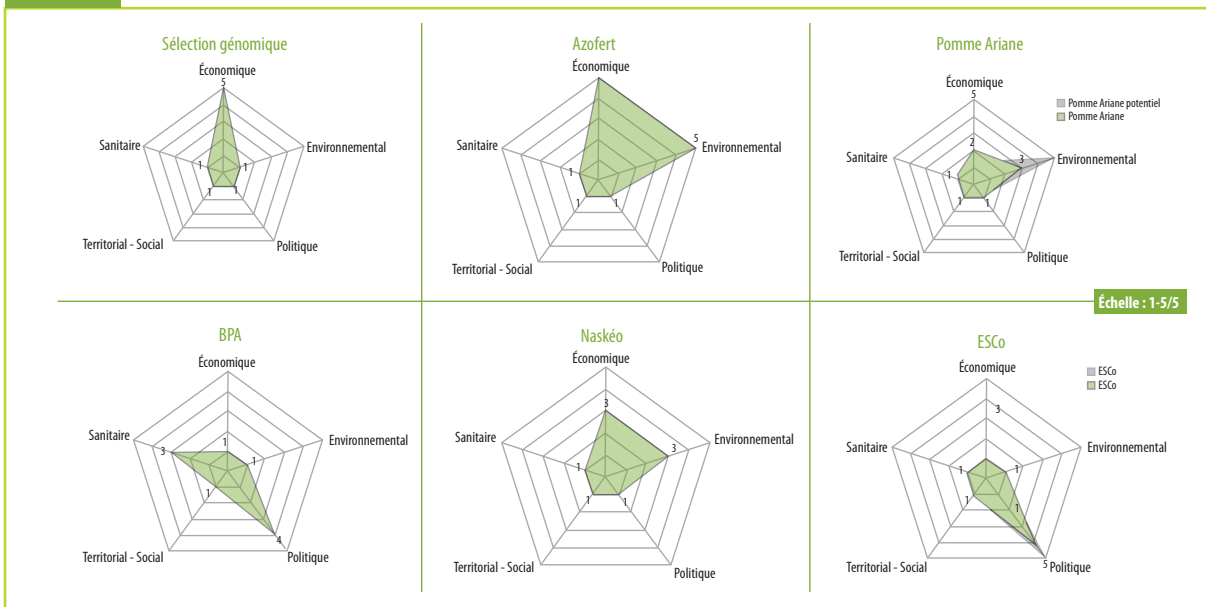 Sélection génomique
Économique
5
Sanitaire
1
1
Environnemental
1
1
Territorial - Social
Politique
Azofert
Économique
Sanitaire
5
Environnemental
1
1
1
Territorial - Social
Politique
Pomme Ariane
Économique
5
Pomme Ariane potentiel
Pomme Ariane
2
Sanitaire
3
Environnemental
1
1
1
Territorial - Social
Politique
Échelle : 1-5/5
BPA
Économique
Sanitaire
1
Environnemental
3
1
1
4
Territorial - Social
Politique
Naskéo
Économique
3
Sanitaire
3
Environnemental
1
1
1
Territorial - Social
Politique
ESCo
Économique
ESCo
ESCo
3
Sanitaire
Environnemental
1
1
1
1
Territorial - Social
5
Politique